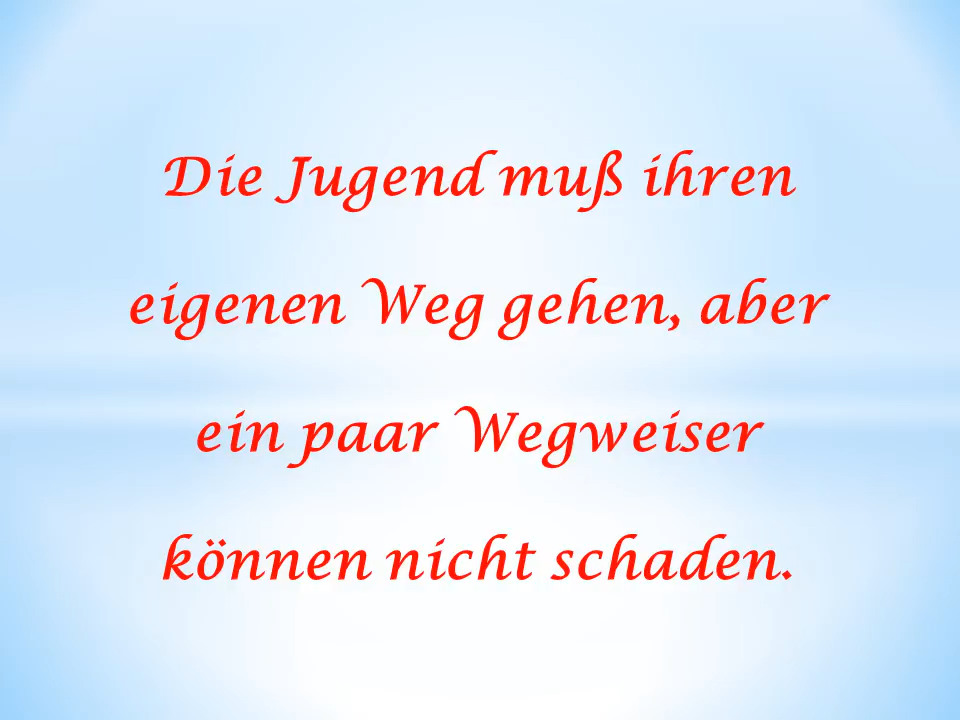 Die Jugend muß ihren
eigenen Weg gehen, aber
ein paar Wegweiser
können nicht schaden.